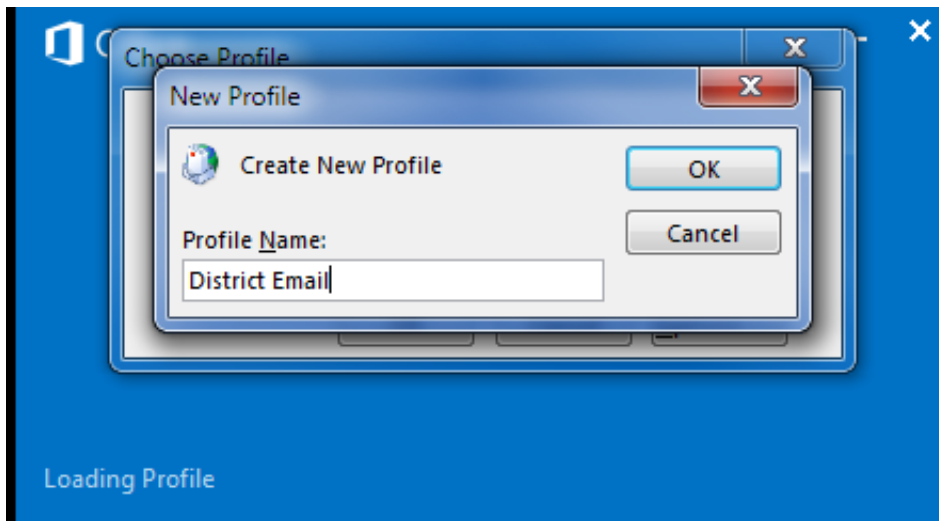 Choose Profile
New Profile
Create New Profile
OK
Profile Name:
Cancel
District Email
Loading Profile